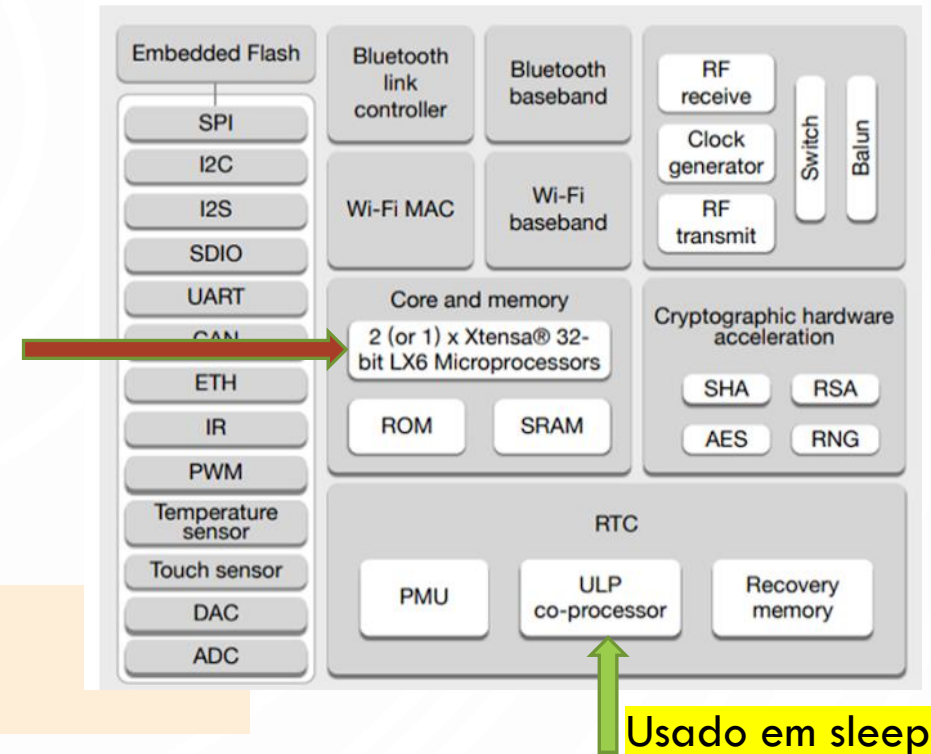 Embedded Flash
SPI
I2C
I2S
SDIO
UART
CAN
ETH
IR
PWM
Temperature
sensor
Touch sensor
DAC
ADC
Bluetooth
link
controller
Bluetooth
baseband
Wi-Fi MAC
Wi-Fi
baseband
RF
receive
Clock
generator
RF
transmit
Switch
Balun
Core and memory
2 (or 1) x Xtensa® 32-
bit LX6 Microprocessors
ROM
SRAM
Cryptographic hardware
acceleration
SHA
RSA
AES
RNG
RTC
PMU
ULP
co-processor
Recovery
memory
Usado em sleep